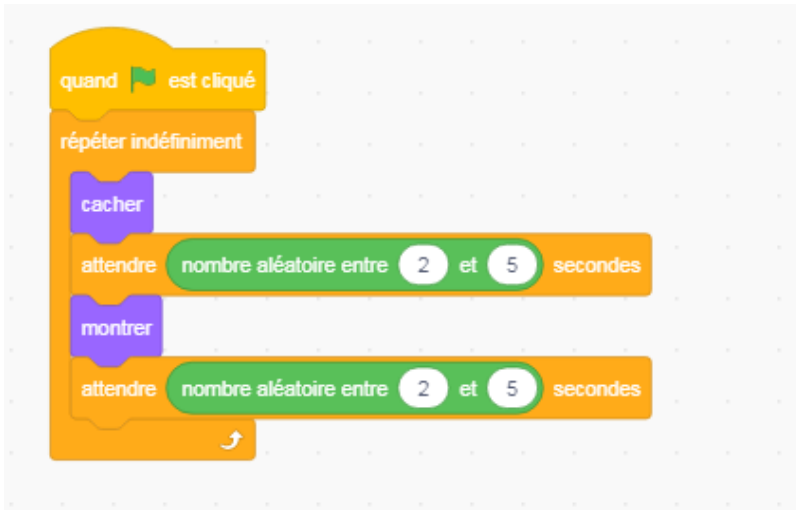 quand est cliqué
répéter indéfiniment
cacher
attendre nombre aléatoire entre 2 et 5 secondes
montrer
attendre nombre aléatoire entre 2 et 5 secondes